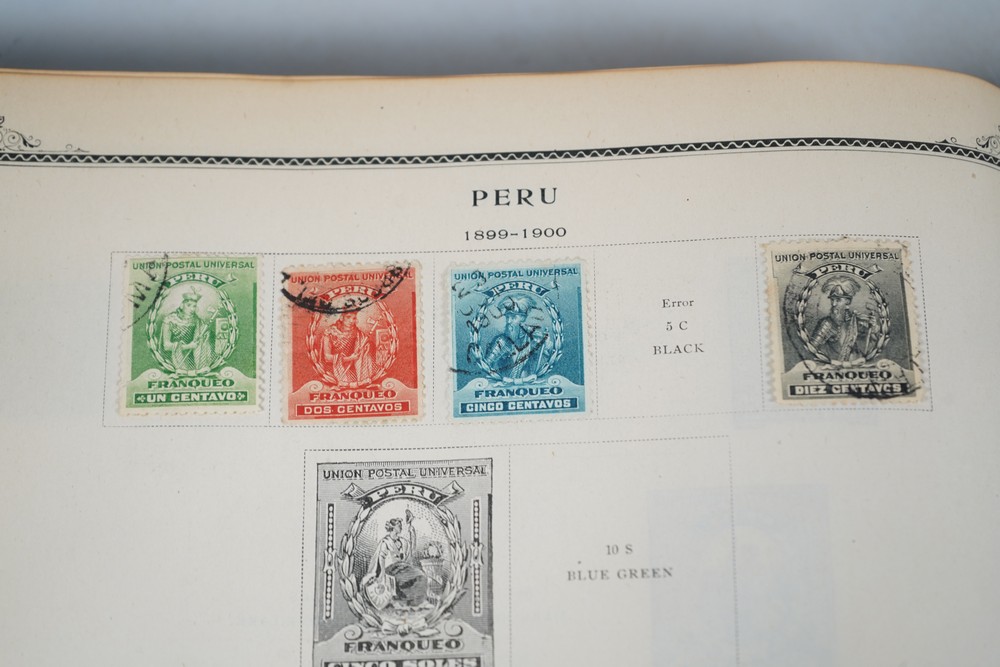 PERU
1899-1900
UNION POSTAL UNIVERSAL
PERU
FRANQUEO
UN CENTAVO
UNION POSTAL UNIVERSAL
PERU
FRANQUEO
DOS CENTAVOS
UNION POSTAL UNIVERSAL
PERU
FRANQUEO
CINCO CENTAVOS
Error
5 C
BLACK
UNION POSTAL UNIVERSAL
PERU
FRANQUEO
DIEZ CENTAVOS
UNION POSTAL UNIVERSAL
PERU
FRANQUEO
CINCO SOLES
10 S
BLUE GREEN